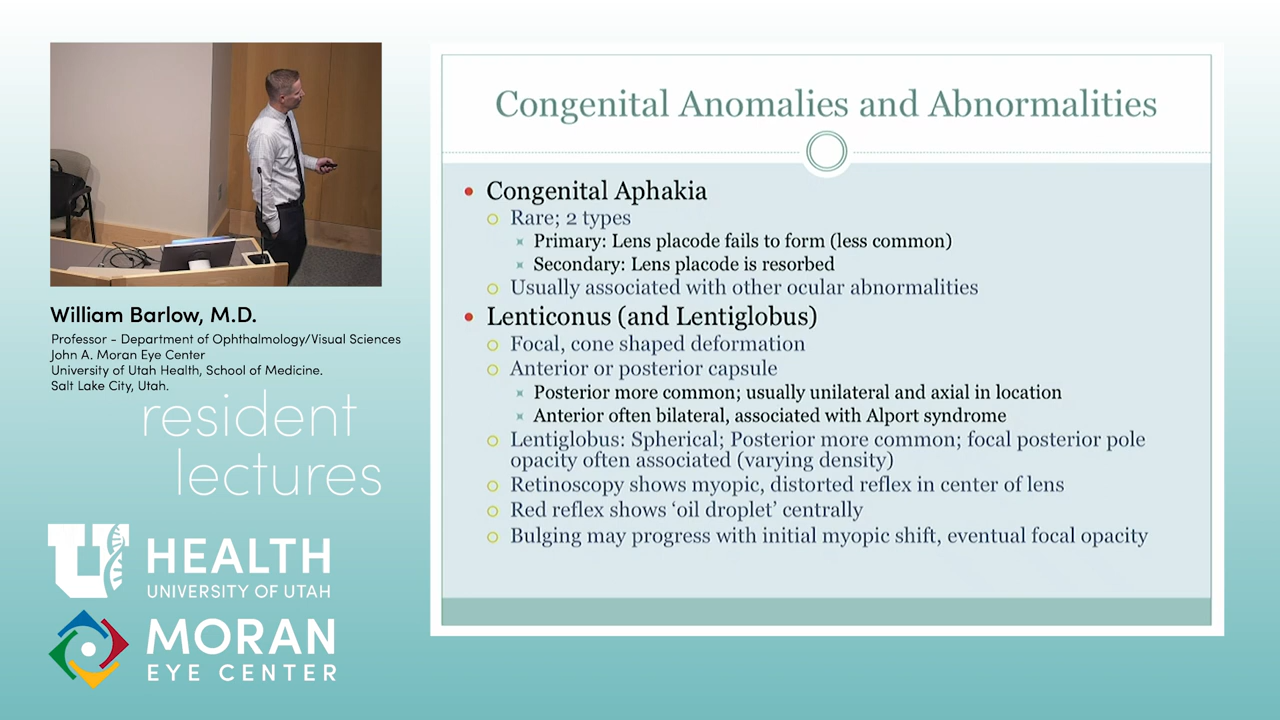 William Barlow, M.D.
Professor - Department of Ophthalmology/Visual Sciences
John A. Moran Eye Center
University of Utah Health, School of Medicine.
Salt Lake City, Utah.
resident
lectures
U HEALTH
UNIVERSITY OF UTAH
MORAN
EYE CENTER
Congenital Anomalies and Abnormalities
Congenital Aphakia
Rare; 2 types
Primary: Lens placode fails to form (less common)
Secondary: Lens placode is resorbed
Usually associated with other ocular abnormalities
Lenticonus (and Lentiglobus)
Focal, cone shaped deformation
Anterior or posterior capsule
Posterior more common; usually unilateral and axial in location
Anterior often bilateral, associated with Alport syndrome
Lentiglobus: Spherical; Posterior more common; focal posterior pole
opacity often associated (varying density)
Retinoscopy shows myopic, distorted reflex in center of lens
Red reflex shows ‘oil droplet’ centrally
Bulging may progress with initial myopic shift, eventual focal opacity